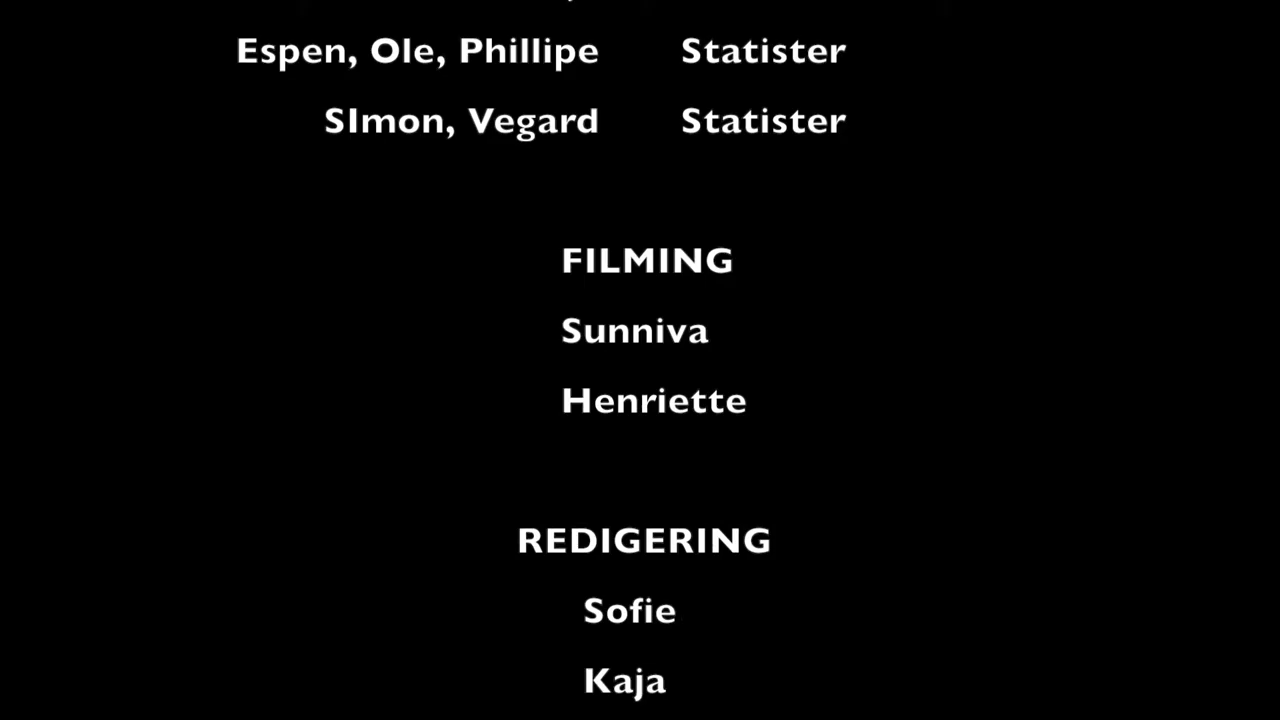 Espen, Ole, Phillipe Statister
SImon, Vegard Statister
FILMING
Sunniva
Henriette
REDIGERING
Sofie
Kaja